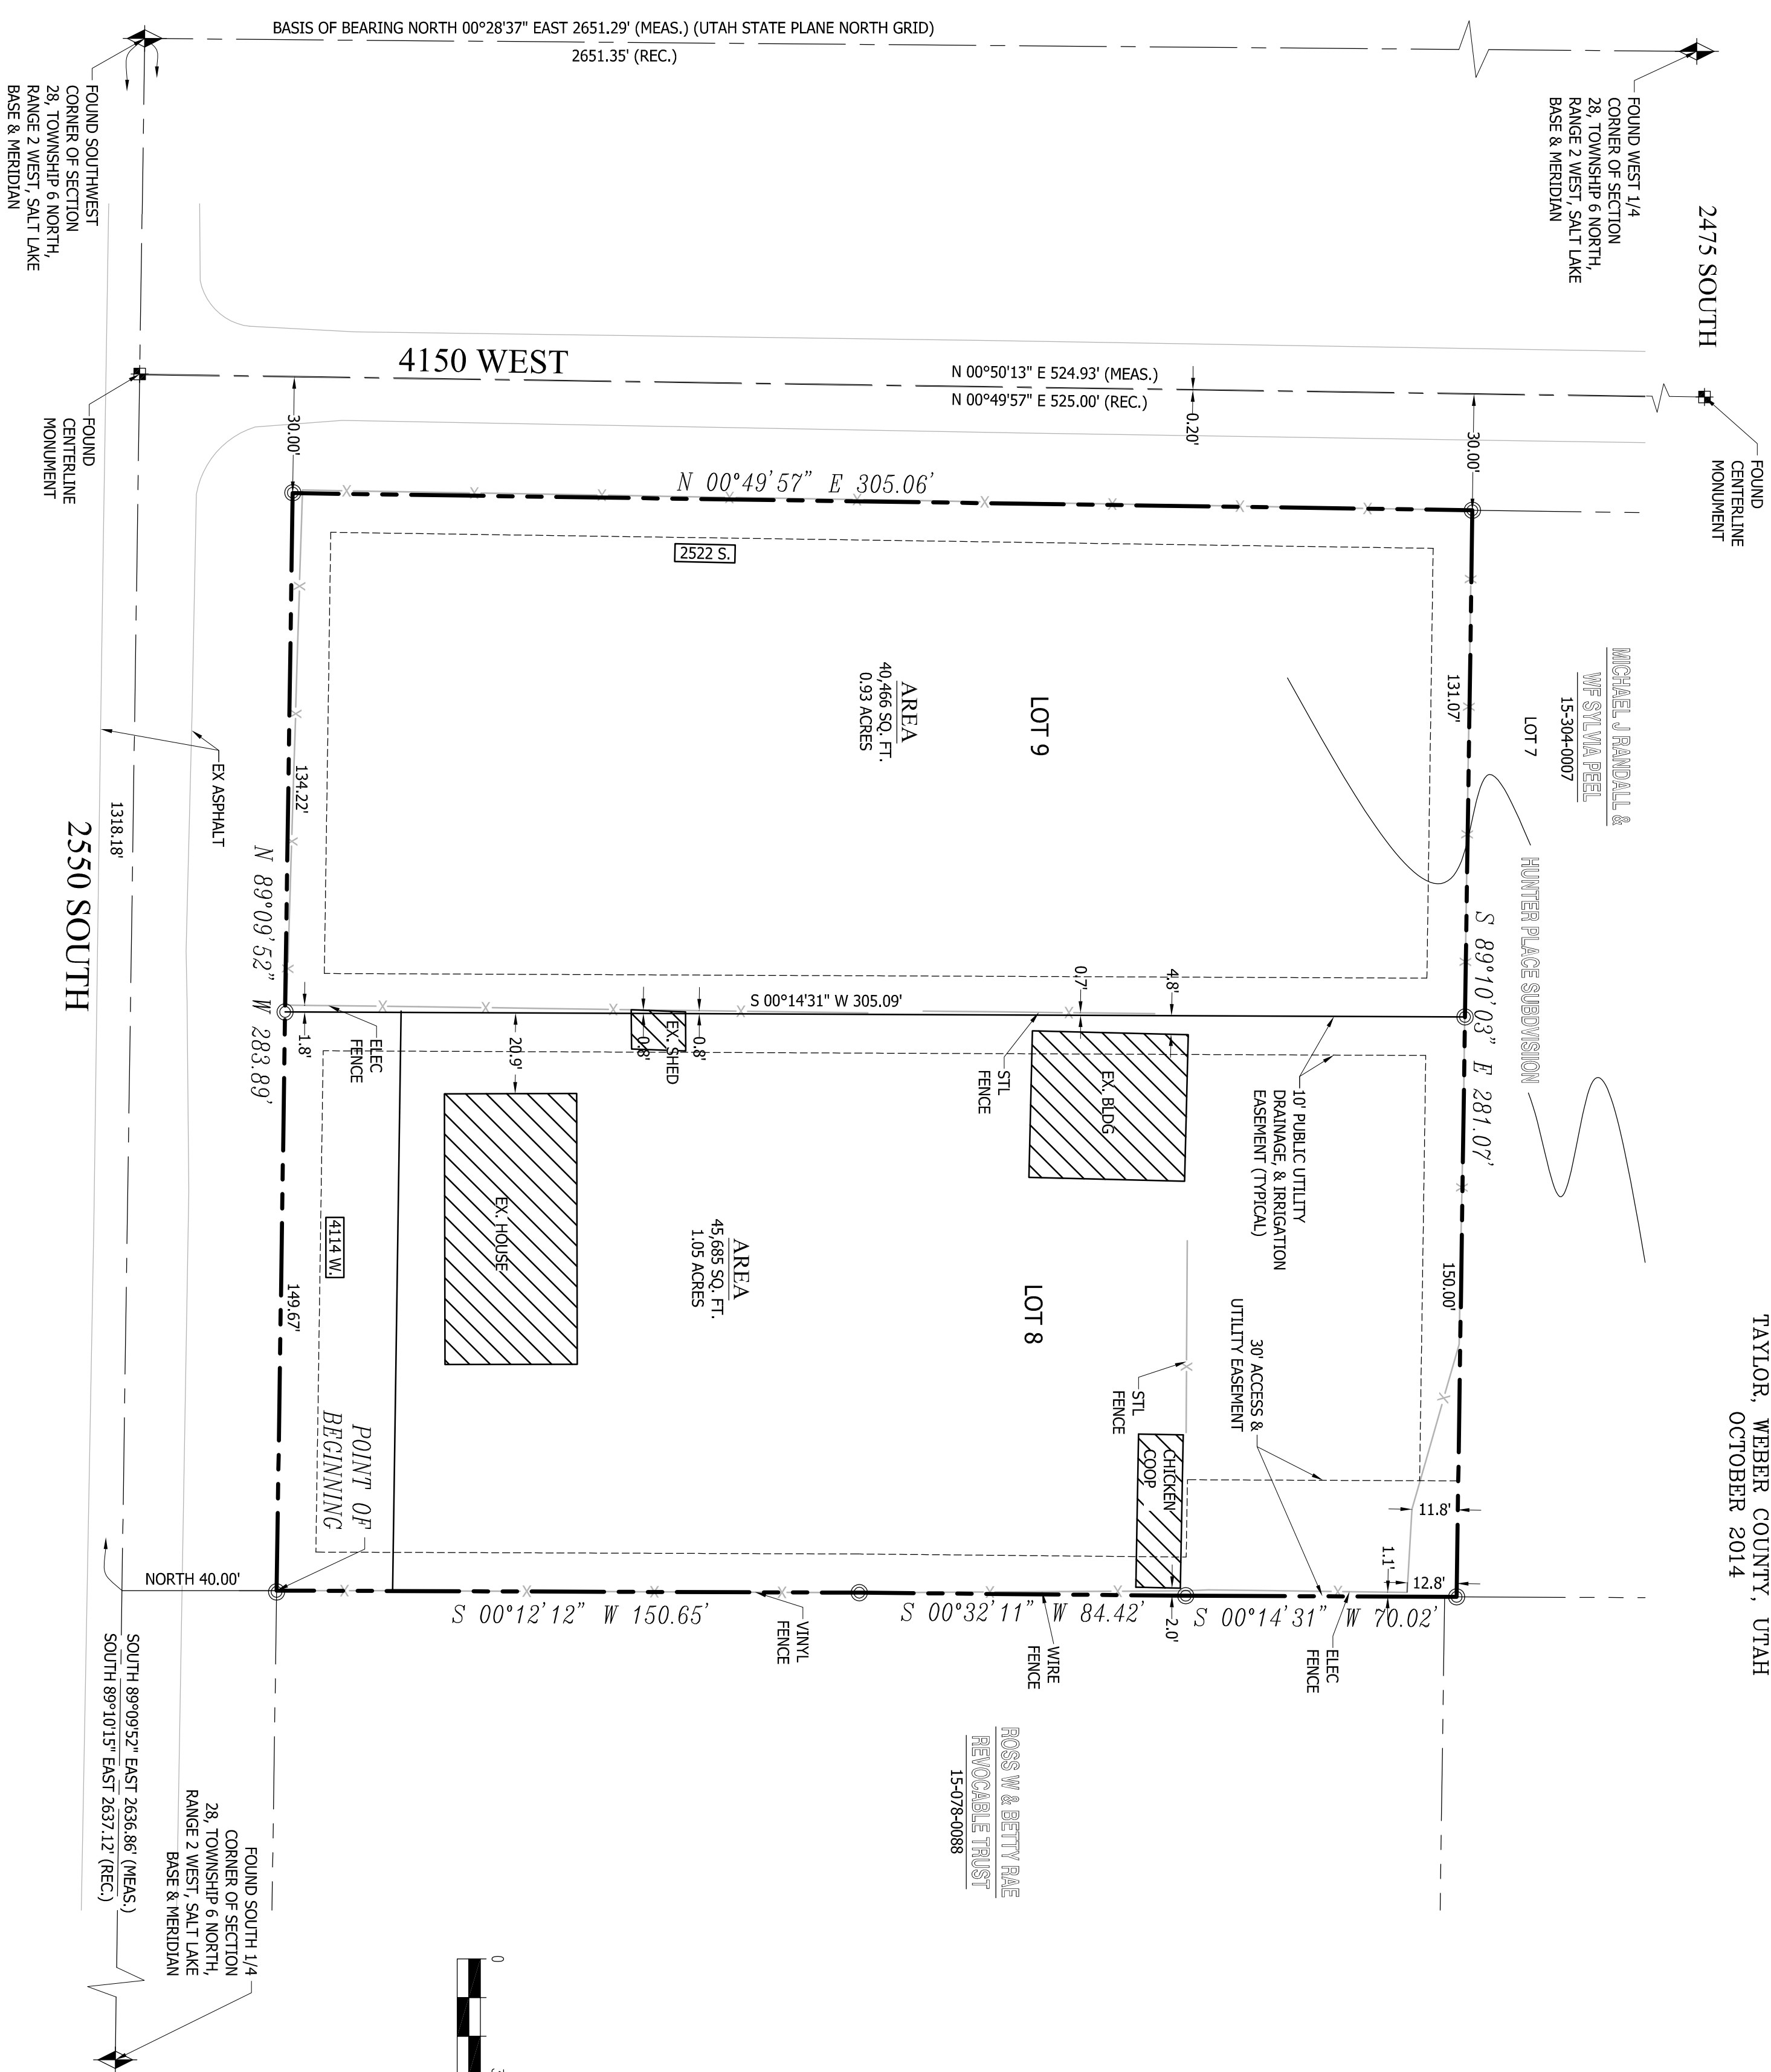 TAYLOR, WEBER COUNTY, UTAH
OCTOBER 2014
2475 SOUTH
FOUND
CENTERLINE
MONUMENT
FOUND WEST 1/4
CORNER OF SECTION
28, TOWNSHIP 6 NORTH,
RANGE 2 WEST, SALT LAKE
BASE & MERIDIAN
BASIS OF BEARING NORTH 00°28'37" EAST 2651.29' (MEAS.) (UTAH STATE PLANE NORTH GRID)
2651.35' (REC.)
MICHAEL J RANDALL &
WF SYLVIA PEEL
15-304-0007
LOT 7
HUNTER PLACE SUBDIVISIION
4150 WEST
N 00°50'13" E 524.93' (MEAS.)
N 00°49'57" E 525.00' (REC.)
0.20'
30.00'
30.00'
N 00°49'57" E 305.06'
S 89°10'03" E 281.07'
131.07'
150.00'
2522 S.
LOT 9
AREA
40,466 SQ. FT.
0.93 ACRES
S 00°14'31" W 305.09'
4.8'
0.7'
0.8'
0.8'
20.9'
1.8'
EX. SHED
EX. BLDG
EX. HOUSE
STL
FENCE
ELEC
FENCE
10' PUBLIC UTILITY
DRAINAGE, & IRRIGATION
EASEMENT (TYPICAL)
30' ACCESS &
UTILITY EASEMENT
LOT 8
AREA
45,685 SQ. FT.
1.05 ACRES
STL
FENCE
CHICKEN
COOP
11.8'
1.1'
12.8'
2.0'
4114 W.
134.22'
149.67'
N 89°09'52" W 283.89'
POINT OF
BEGINNING
S 00°12'12" W 150.65'
S 00°32'11" W 84.42'
S 00°14'31" W 70.02'
VINYL
FENCE
WIRE
FENCE
ELEC
FENCE
ROSS W & BETTY RAE
REVOCABLE TRUST
15-078-0088
EX ASPHALT
1318.18'
2550 SOUTH
NORTH 40.00'
SOUTH 89°09'52" EAST 2636.86' (MEAS.)
SOUTH 89°10'15" EAST 2637.12' (REC.)
FOUND
CENTERLINE
MONUMENT
FOUND SOUTHWEST
CORNER OF SECTION
28, TOWNSHIP 6 NORTH,
RANGE 2 WEST, SALT LAKE
BASE & MERIDIAN
FOUND SOUTH 1/4
CORNER OF SECTION
28, TOWNSHIP 6 NORTH,
RANGE 2 WEST, SALT LAKE
BASE & MERIDIAN
0